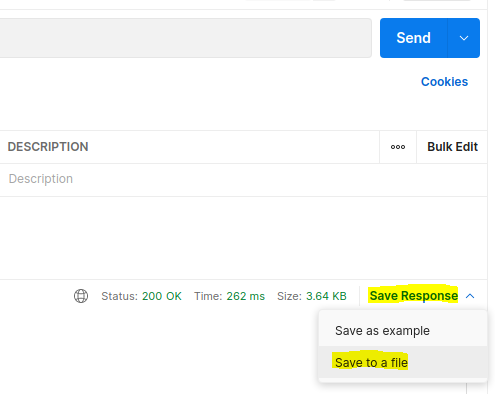 Send
Cookies
DESCRIPTION
Bulk Edit
Description
Status: 200 OK Time: 262 ms Size: 3.64 KB Save Response
Save as example
Save to a file